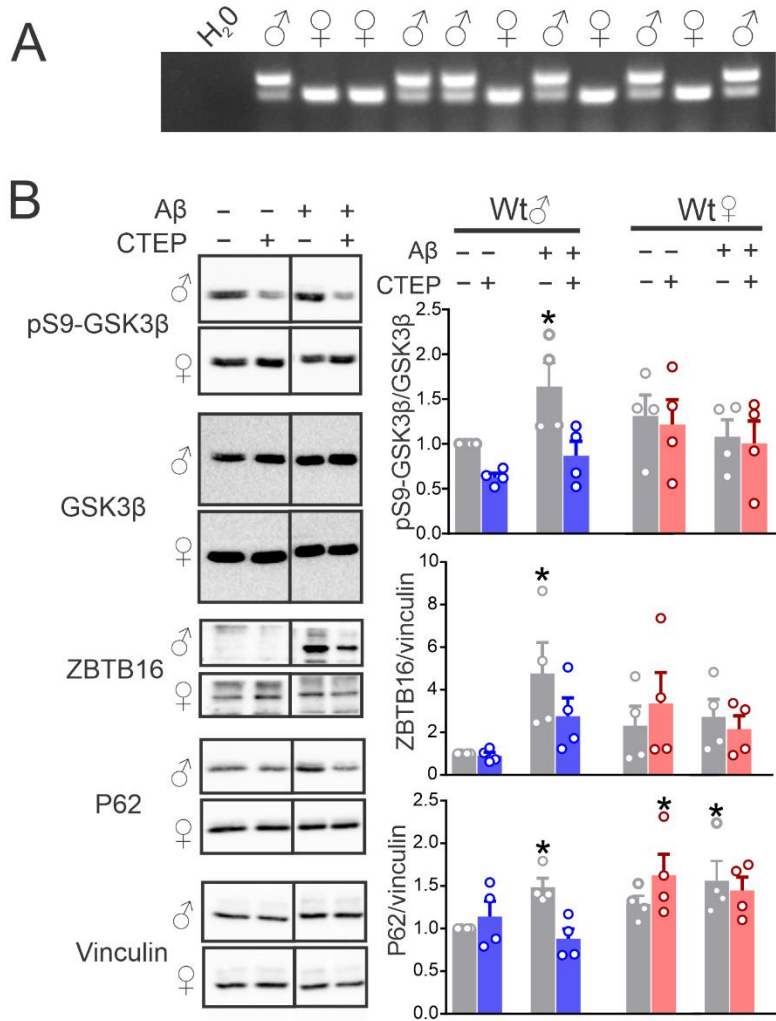 A
H₂0 ♂ ♀ ♀ ♂ ♂ ♀ ♂ ♀ ♂ ♀ ♂
B
Aβ – – + +
CTEP – + – +
pS9-GSK3β
♂
♀
GSK3β
♂
♀
ZBTB16
♂
♀
P62
♂
♀
Vinculin
♂
♀
Wt♂ Wt♀
Aβ – – + + – – + +
CTEP – + – + – + – +
pS9-GSK3β/GSK3β
2.5
2.0
1.5
1.0
0.5
0.0
*
ZBTB16/vinculin
10
8
6
4
2
0
*
P62/vinculin
2.5
2.0
1.5
1.0
0.5
0.0
* * *